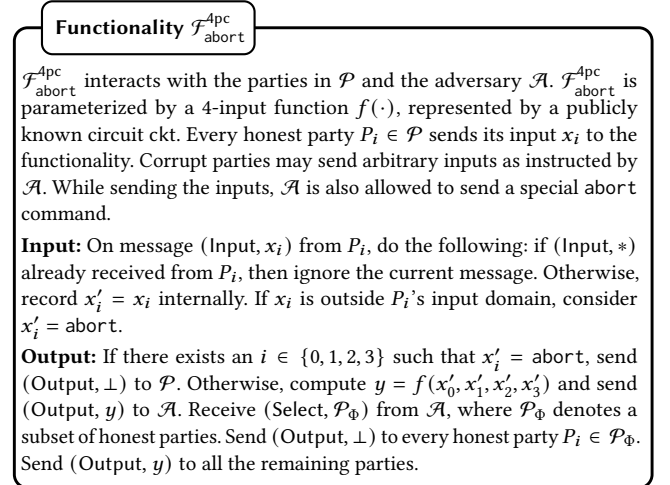 Functionality ℱ^{4pc}_{abort}
ℱ^{4pc}_{abort} interacts with the parties in 𝒫 and the adversary 𝒜. ℱ^{4pc}_{abort} is
parameterized by a 4-input function f(·), represented by a publicly
known circuit ckt. Every honest party P_i ∈ 𝒫 sends its input x_i to the
functionality. Corrupt parties may send arbitrary inputs as instructed by
𝒜. While sending the inputs, 𝒜 is also allowed to send a special abort
command.
Input: On message (Input, x_i) from P_i, do the following: if (Input, ∗)
already received from P_i, then ignore the current message. Otherwise,
record x′_i = x_i internally. If x_i is outside P_i's input domain, consider
x′_i = abort.
Output: If there exists an i ∈ {0, 1, 2, 3} such that x′_i = abort, send
(Output, ⊥) to 𝒫. Otherwise, compute y = f(x′_0, x′_1, x′_2, x′_3) and send
(Output, y) to 𝒜. Receive (Select, 𝒫_Φ) from 𝒜, where 𝒫_Φ denotes a
subset of honest parties. Send (Output, ⊥) to every honest party P_i ∈ 𝒫_Φ.
Send (Output, y) to all the remaining parties.